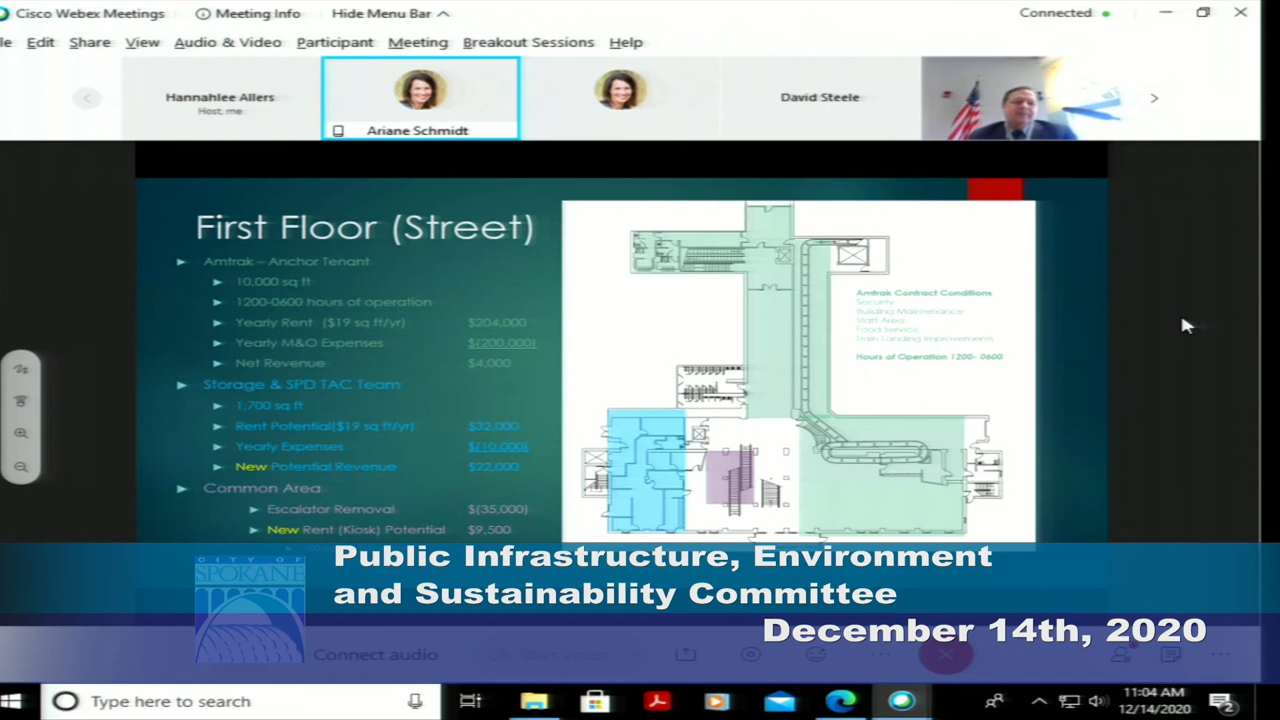 Cisco Webex Meetings
Meeting Info
Hide Menu Bar
Connected
Edit Share View Audio & Video Participant Meeting Breakout Sessions Help
Hannahlee Allers
Host, me
Ariane Schmidt
David Steele
First Floor (Street)
Amtrak – Anchor Tenant
10,000 sq ft
1200-0600 hours of operation
Yearly Rent ($19 sq ft/yr) $204,000
Yearly M&O Expenses $(200,000)
Net Revenue $4,000
Storage & SPD TAC Team
1,700 sq ft
Rent Potential($19 sq ft/yr) $32,000
Yearly Expenses $(10,000)
New Potential Revenue $22,000
Common Area
Escalator Removal $(35,000)
New Rent (Kiosk) Potential $9,500
Amtrak Contract Conditions
Security
Building Maintenance
Staff Area
Food Service
Train Landing Improvements
Hours of Operation 1200- 0600
CITY OF
SPOKANE
Public Infrastructure, Environment
and Sustainability Committee
December 14th, 2020
Connect audio
Start video
Type here to search
11:04 AM
12/14/2020
2